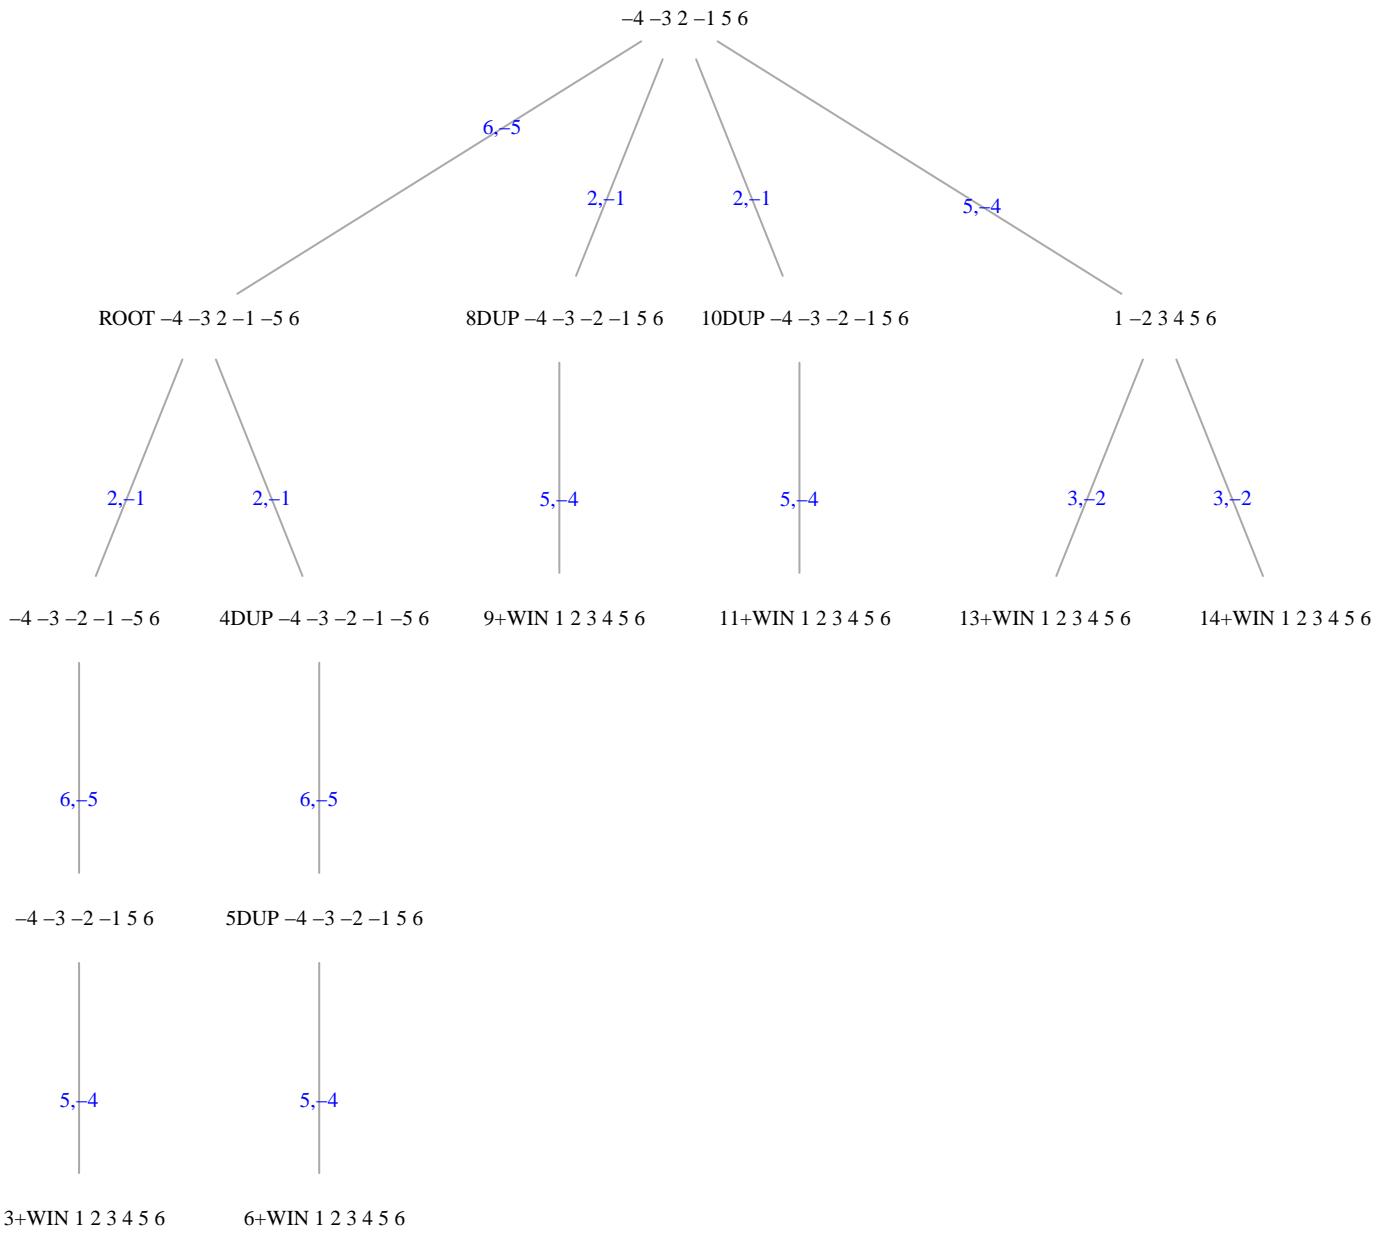 −4 −3 2 −1 5 6
6,−5
2,−1
2,−1
5,−4
ROOT −4 −3 2 −1 −5 6
8DUP −4 −3 −2 −1 5 6
10DUP −4 −3 −2 −1 5 6
1 −2 3 4 5 6
2,−1
2,−1
5,−4
5,−4
3,−2
3,−2
−4 −3 −2 −1 −5 6
4DUP −4 −3 −2 −1 −5 6
9+WIN 1 2 3 4 5 6
11+WIN 1 2 3 4 5 6
13+WIN 1 2 3 4 5 6
14+WIN 1 2 3 4 5 6
6,−5
6,−5
−4 −3 −2 −1 5 6
5DUP −4 −3 −2 −1 5 6
5,−4
5,−4
3+WIN 1 2 3 4 5 6
6+WIN 1 2 3 4 5 6